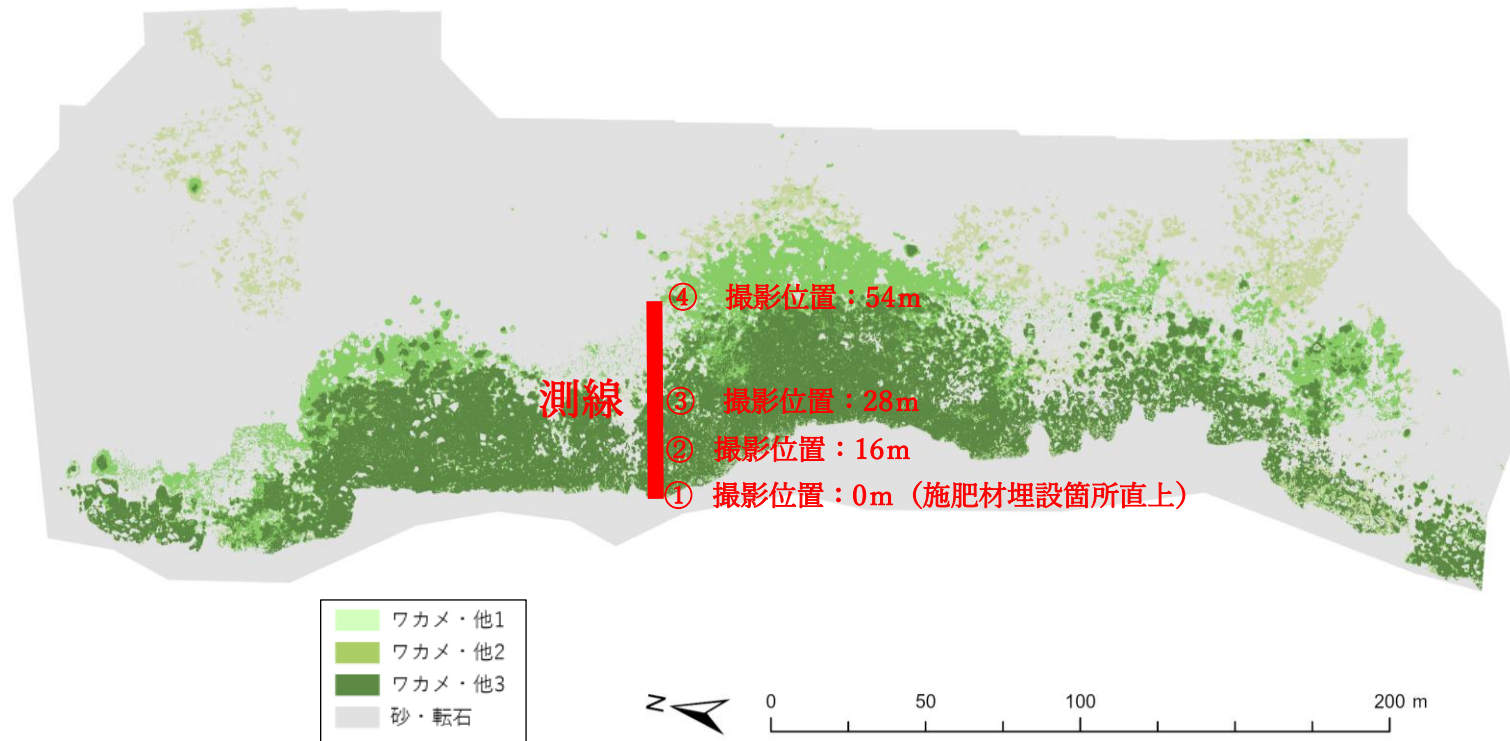 ④ 撮影位置：54m
測線
③ 撮影位置：28m
② 撮影位置：16m
① 撮影位置：0m（施肥材埋設箇所直上）
ワカメ・他1
ワカメ・他2
ワカメ・他3
砂・転石
N
0 50 100 200 m